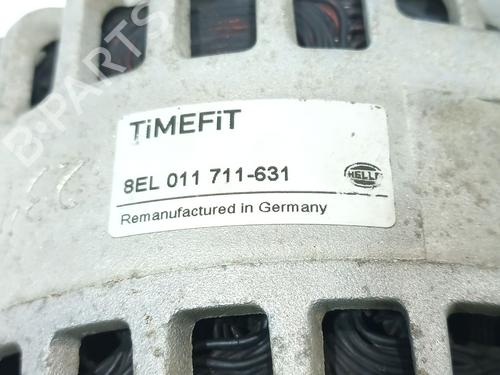 B-PARTS
TiMEFiT
8EL 011 711-631
HELLA
Remanufactured in Germany